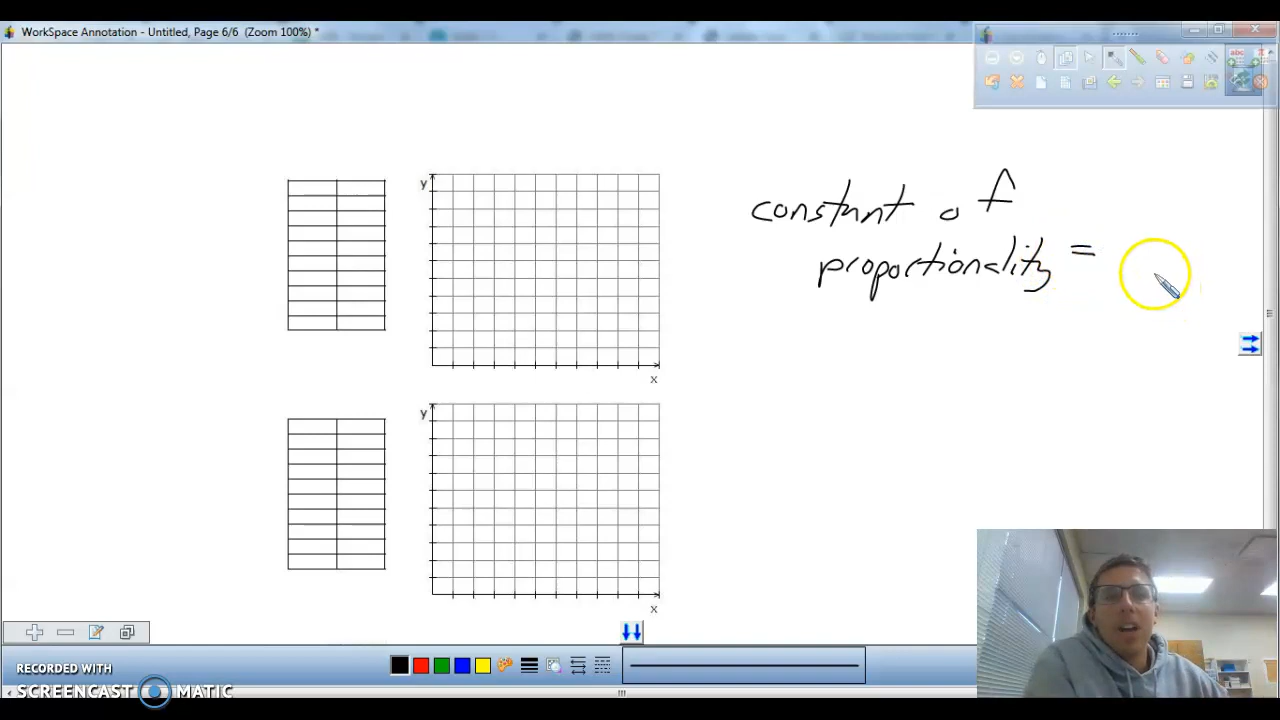 WorkSpace Annotation - Untitled, Page 6/6 (Zoom 100%) *
y
x
constant of
proportionality =
y
x
RECORDED WITH
SCREENCAST MATIC